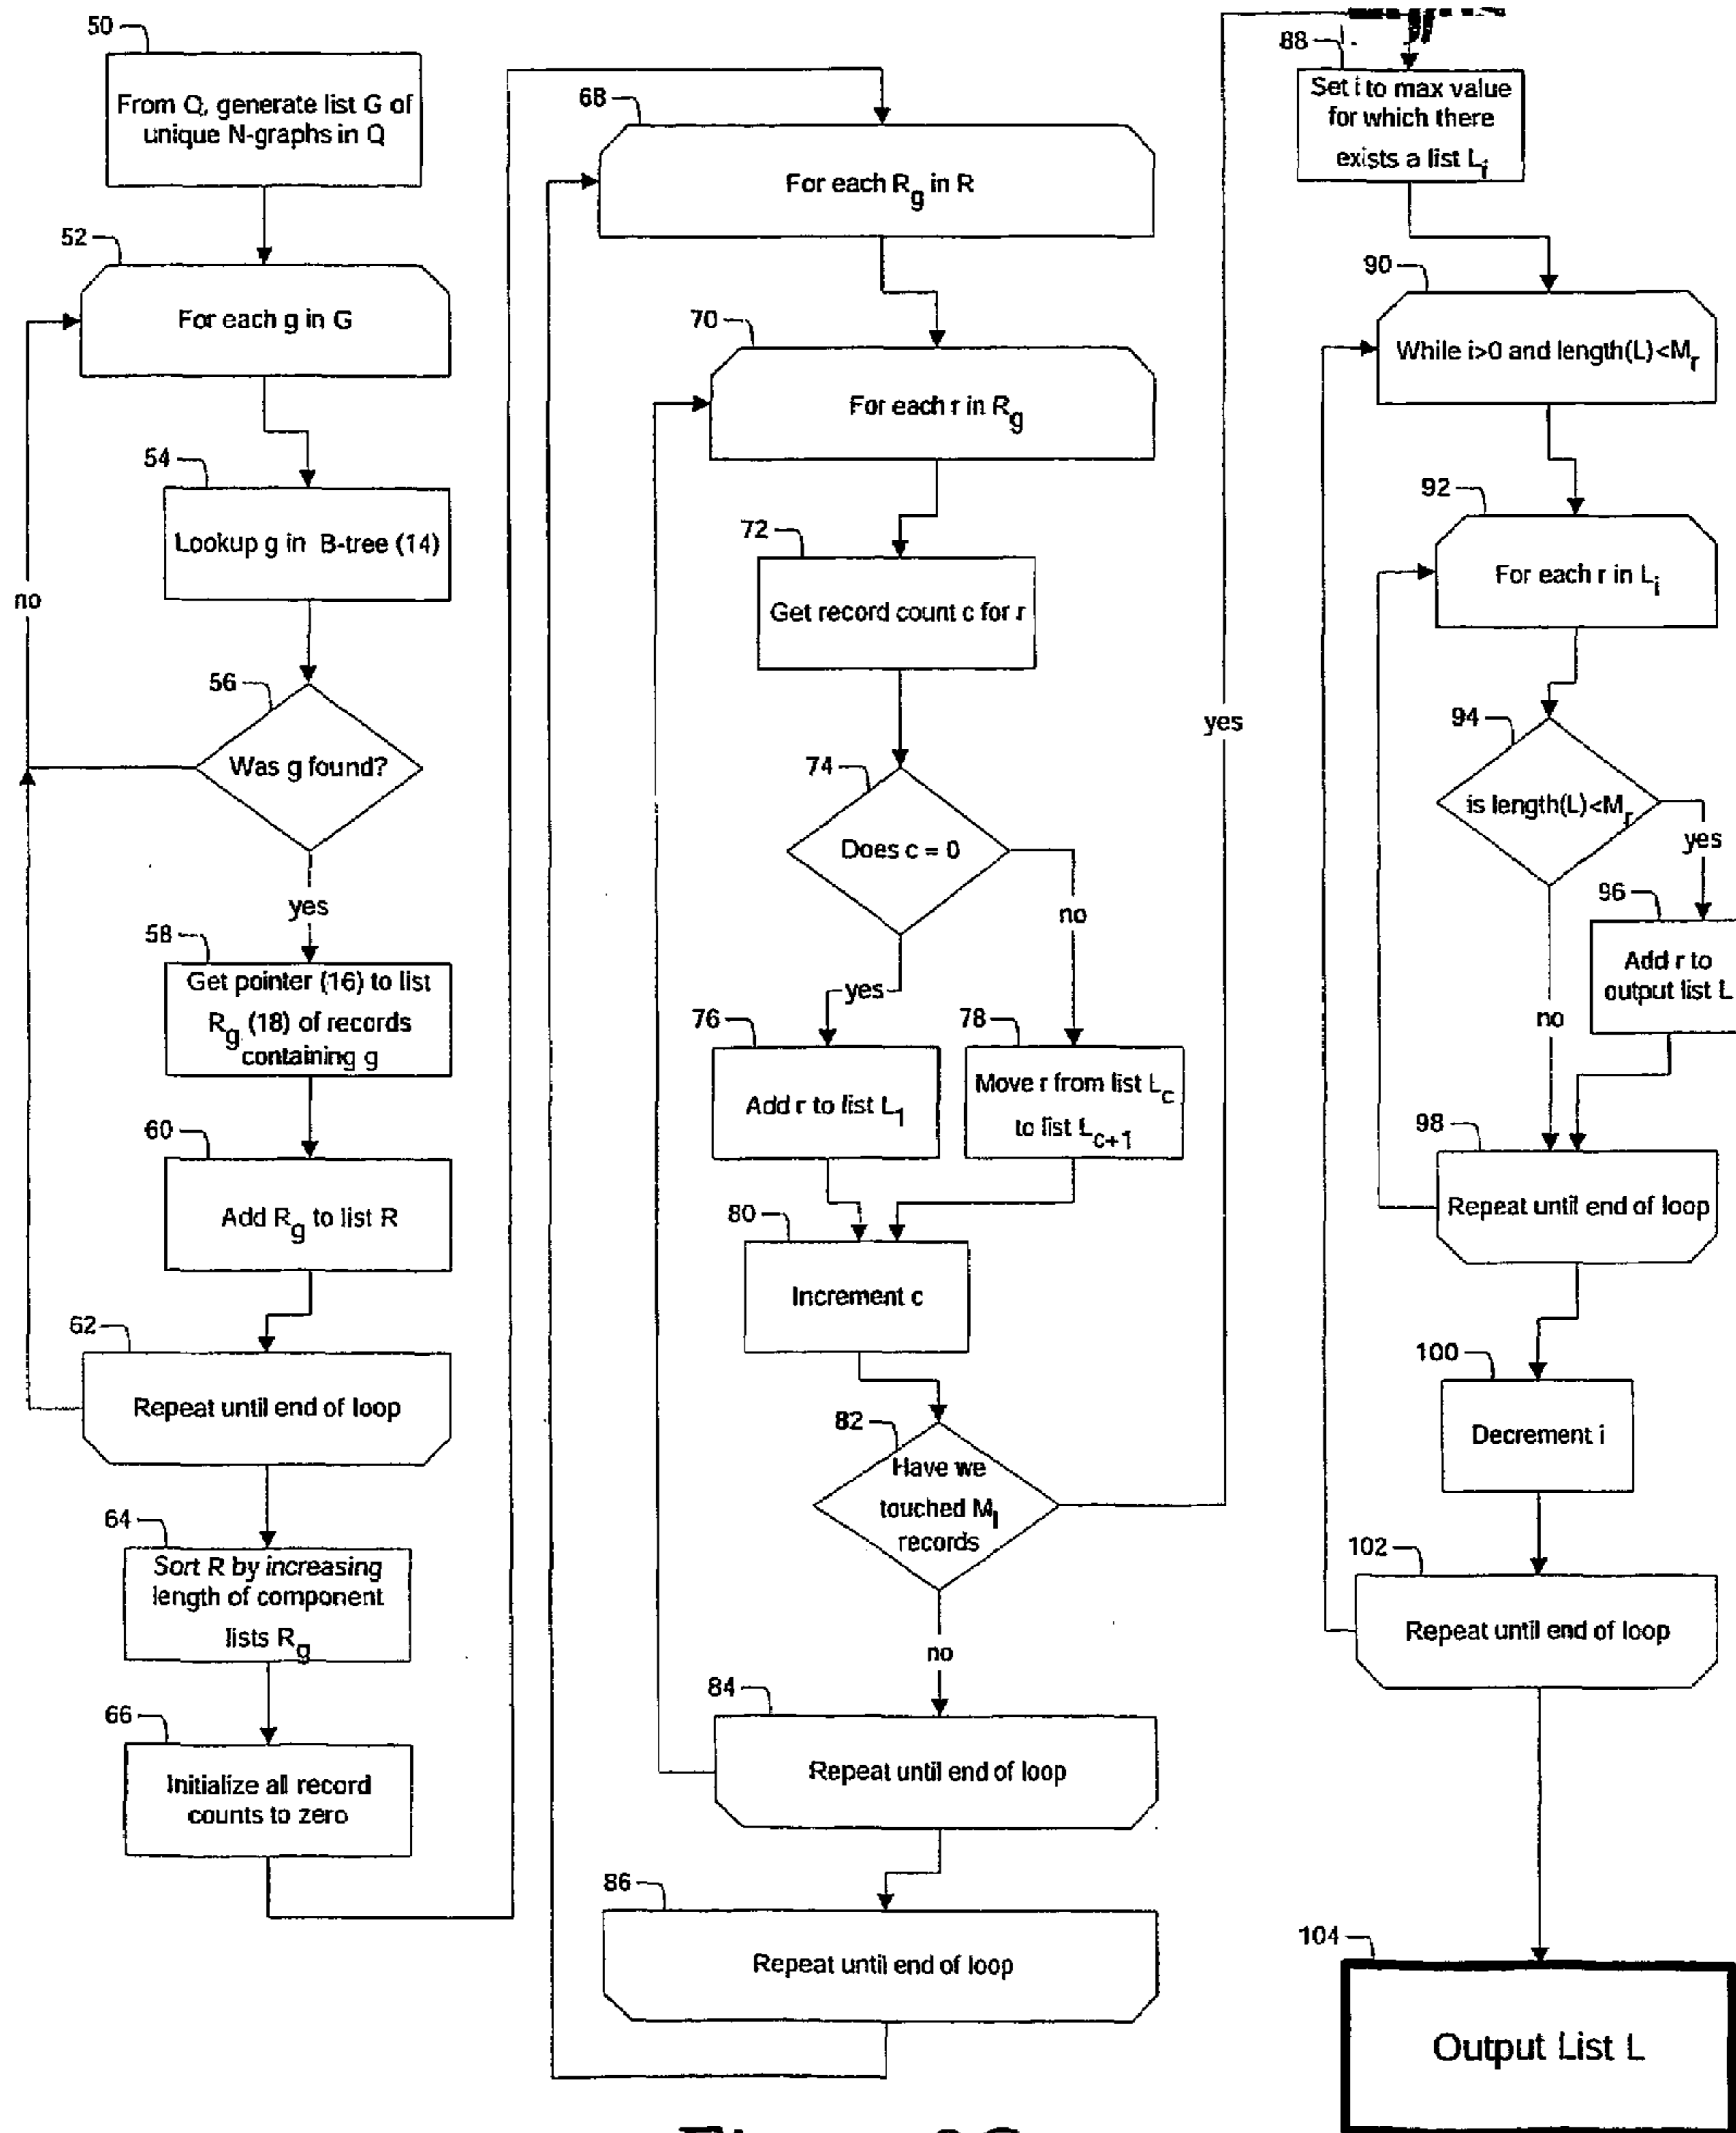 50
From Q, generate list G of
unique N-graphs in Q
52
For each g in G
54
Lookup g in B-tree (14)
no
56
Was g found?
yes
58
Get pointer (16) to list
Rg (18) of records
containing g
60
Add Rg to list R
62
Repeat until end of loop
64
Sort R by increasing
length of component
lists Rg
66
Initialize all record
counts to zero
68
For each Rg in R
70
For each r in Rg
72
Get record count c for r
74
Does c = 0
no
yes
76
Add r to list L1
78
Move r from list Lc
to list Lc+1
80
Increment c
82
Have we
touched Ml
records
yes
no
84
Repeat until end of loop
86
Repeat until end of loop
88
Set i to max value
for which there
exists a list Li
90
While i>0 and length(L)<Mr
92
For each r in Li
94
is length(L)<Mr
yes
96
Add r to
output list L
no
98
Repeat until end of loop
100
Decrement i
102
Repeat until end of loop
104
Output List L